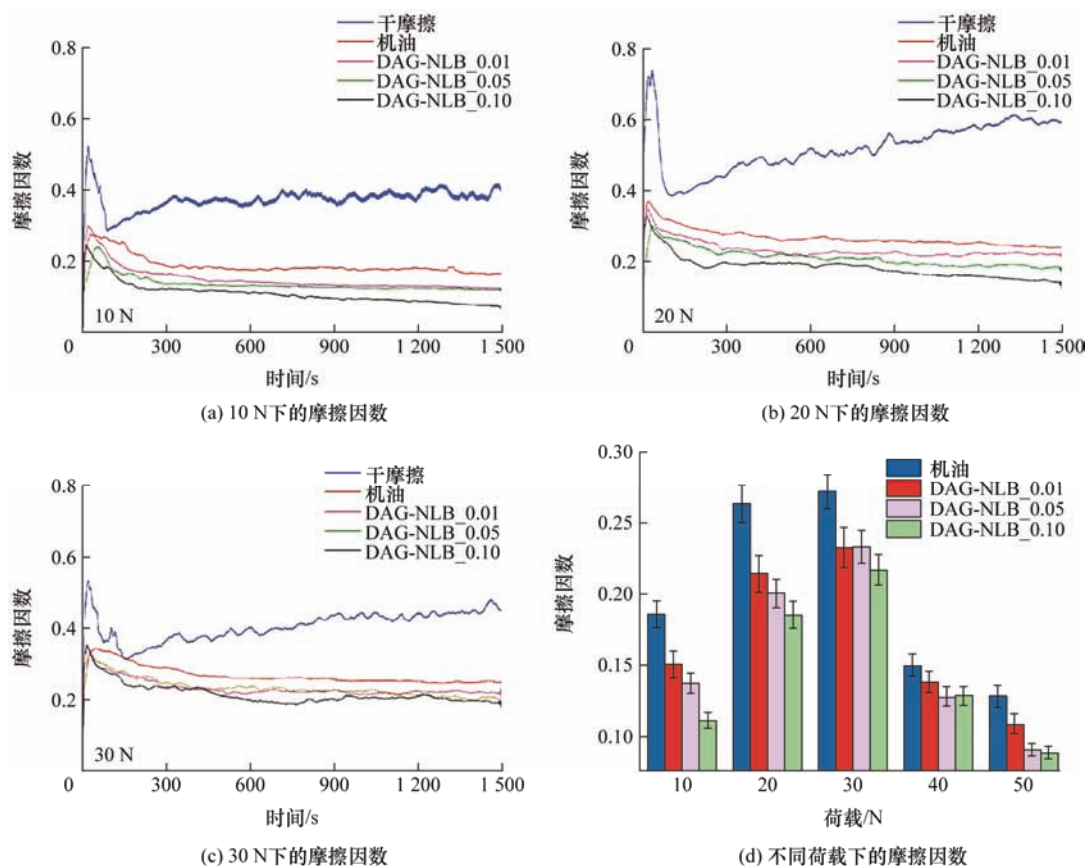 干摩擦
机油
DAG-NLB_0.01
DAG-NLB_0.05
DAG-NLB_0.10
0.8
0.6
0.4
0.2
摩擦因数
10 N
0
300
600
900
1 200
1 500
时间/s
(a) 10 N下的摩擦因数
干摩擦
机油
DAG-NLB_0.01
DAG-NLB_0.05
DAG-NLB_0.10
0.8
0.6
0.4
0.2
摩擦因数
20 N
0
300
600
900
1 200
1 500
时间/s
(b) 20 N下的摩擦因数
干摩擦
机油
DAG-NLB_0.01
DAG-NLB_0.05
DAG-NLB_0.10
0.8
0.6
0.4
0.2
摩擦因数
30 N
0
300
600
900
1 200
1 500
时间/s
(c) 30 N下的摩擦因数
机油
DAG-NLB_0.01
DAG-NLB_0.05
DAG-NLB_0.10
0.30
0.25
0.20
0.15
0.10
摩擦因数
10
20
30
40
50
荷载/N
(d) 不同荷载下的摩擦因数